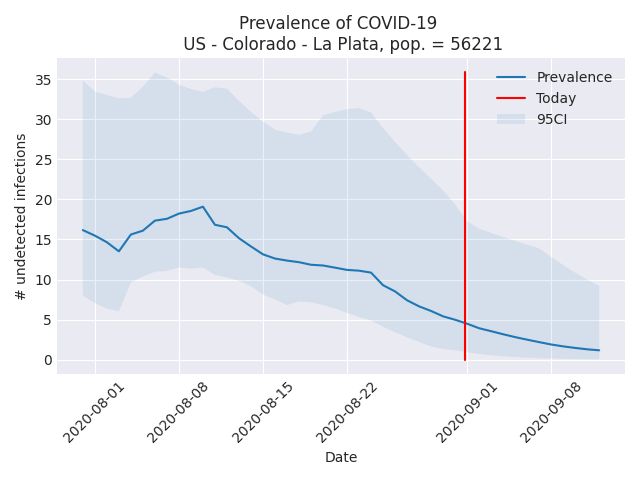 Prevalence of COVID-19
US - Colorado - La Plata, pop. = 56221
# undetected infections
35
30
25
20
15
10
5
0
Prevalence
Today
95CI
2020-08-01
2020-08-08
2020-08-15
2020-08-22
2020-09-01
2020-09-08
Date